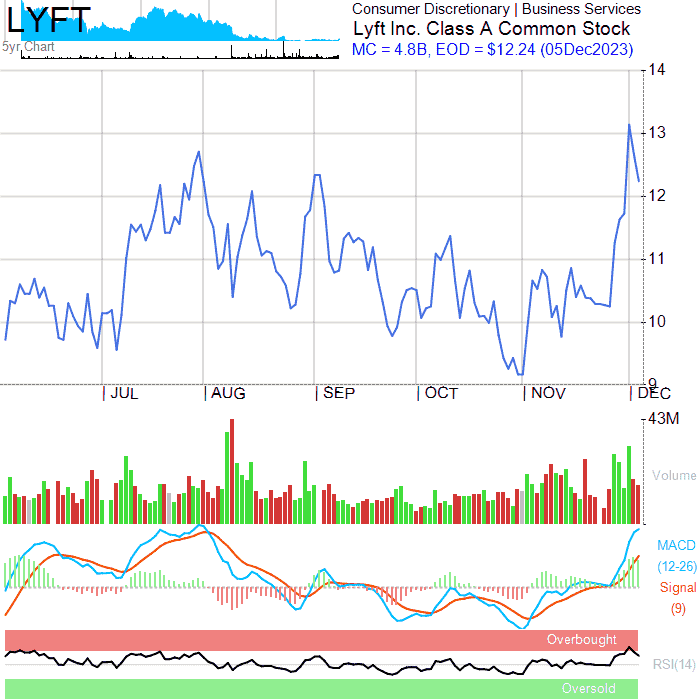 LYFT
5yr Chart
Consumer Discretionary | Business Services
Lyft Inc. Class A Common Stock
MC = 4.8B, EOD = $12.24 (05Dec2023)
14
13
12
11
10
9
JUL
AUG
SEP
OCT
NOV
DEC
43M
Volume
MACD
(12-26)
Signal
(9)
Overbought
RSI(14)
Oversold